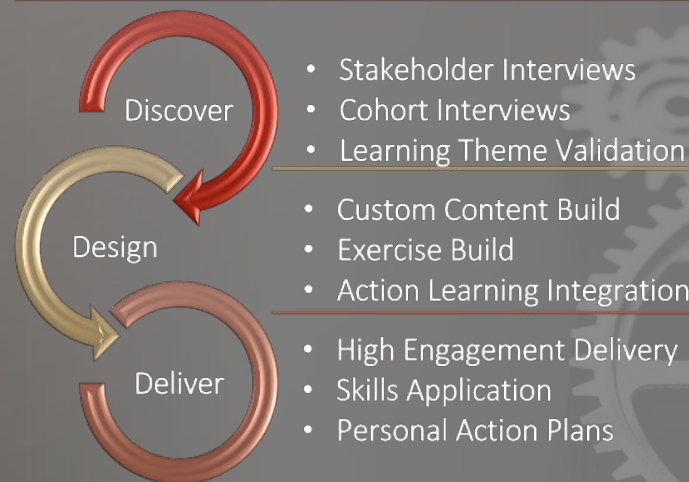 Discover
• Stakeholder Interviews
• Cohort Interviews
• Learning Theme Validation
Design
• Custom Content Build
• Exercise Build
• Action Learning Integration
Deliver
• High Engagement Delivery
• Skills Application
• Personal Action Plans